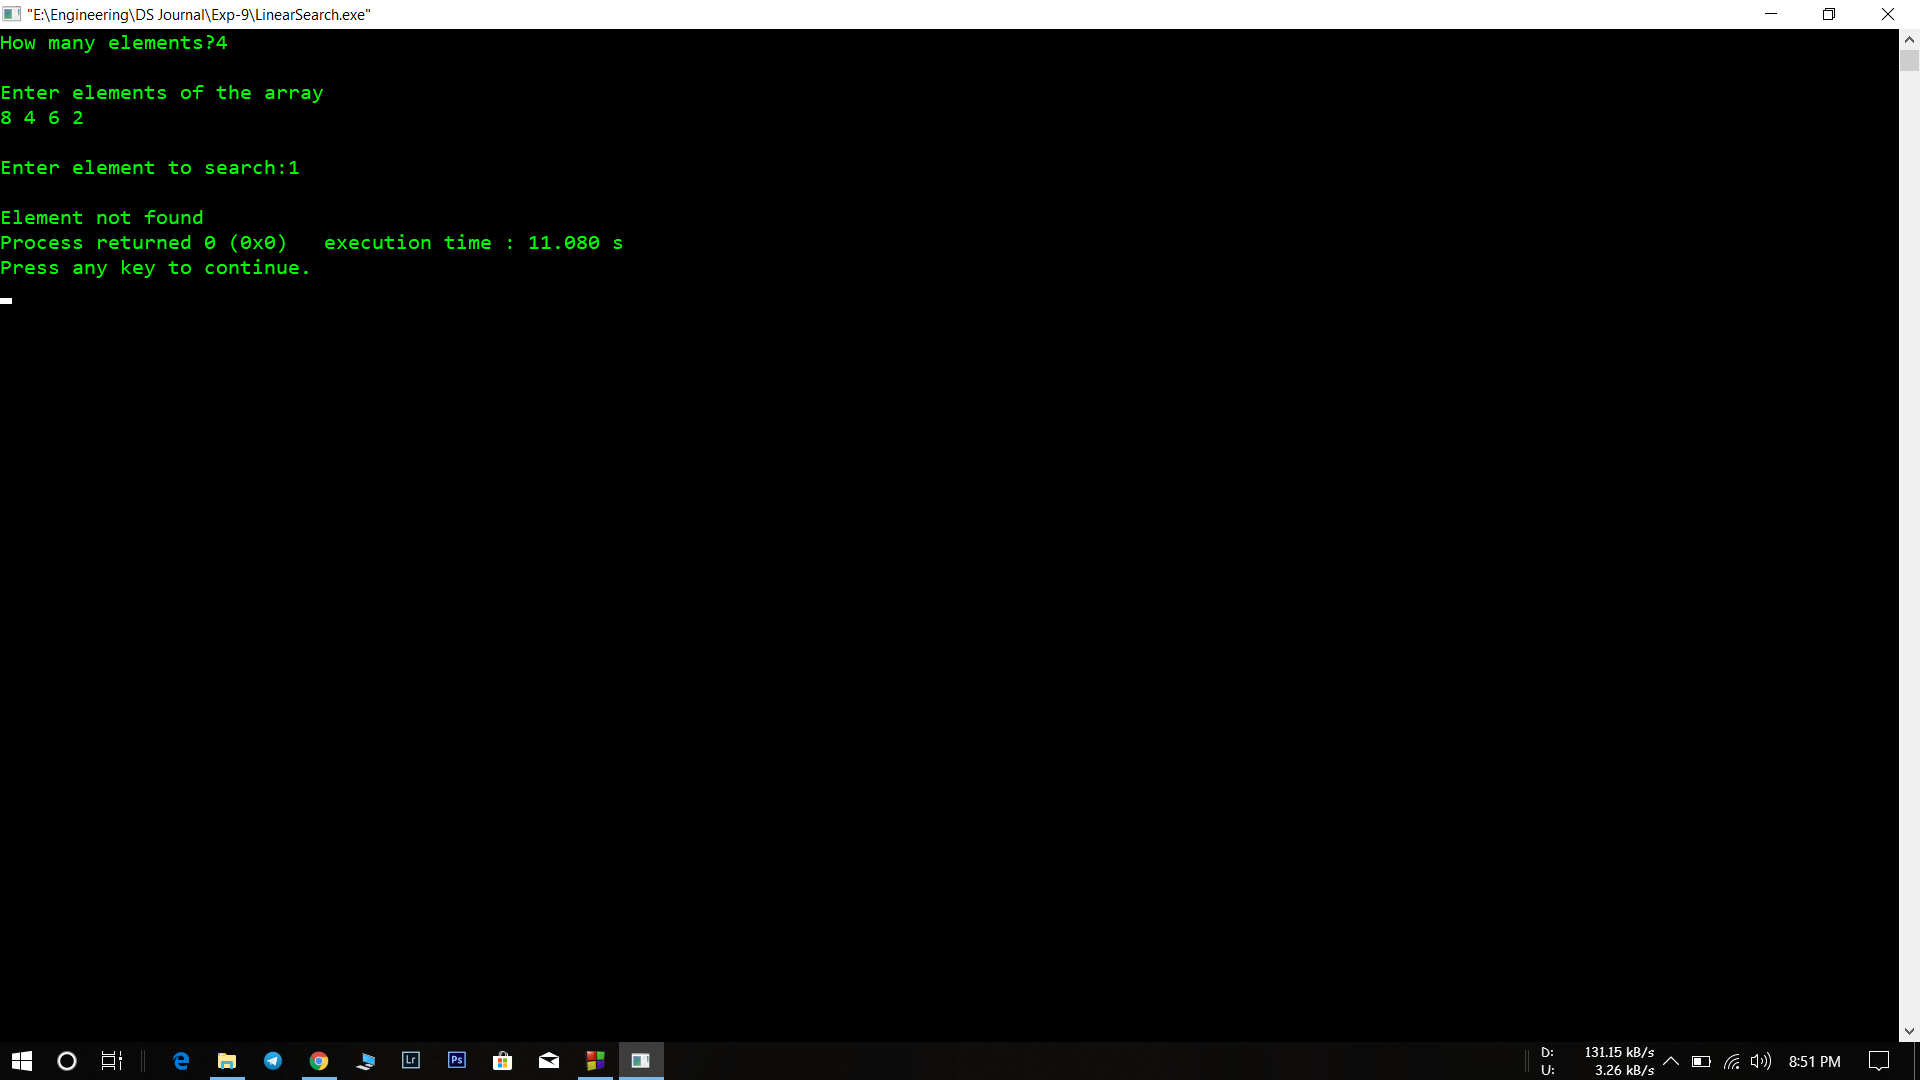 "E:\Engineering\DS Journal\Exp-9\LinearSearch.exe"
How many elements?4
Enter elements of the array
8 4 6 2
Enter element to search:1
Element not found
Process returned 0 (0x0)   execution time : 11.080 s
Press any key to continue.
Lr
Ps
D: 131.15 kB/s
U: 3.26 kB/s
8:51 PM